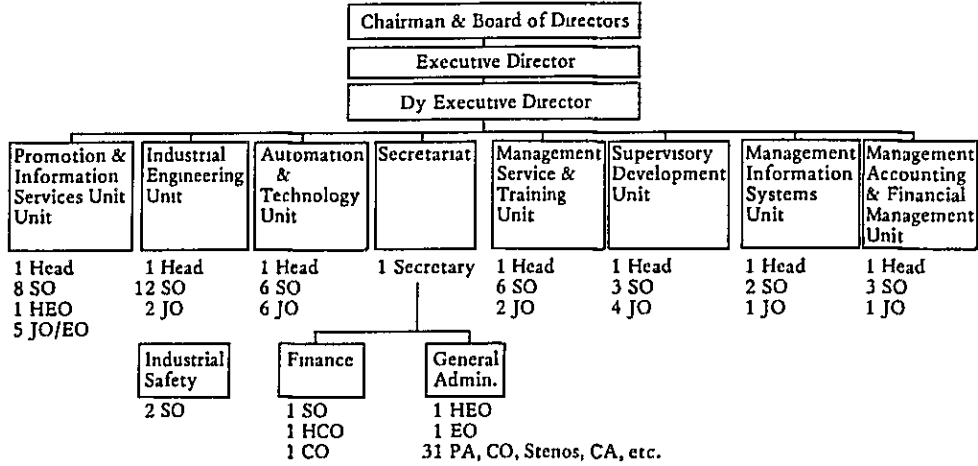 Chairman & Board of Directors
Executive Director
Dy Executive Director
Promotion &
Information
Services Unit
Unit
1 Head
8 SO
1 HEO
5 JO/EO
Industrial
Engineering
Unit
1 Head
12 SO
2 JO
Automation
&
Technology
Unit
1 Head
6 SO
6 JO
Secretariat
1 Secretary
Management
Service &
Training
Unit
1 Head
6 SO
2 JO
Supervisory
Development
Unit
1 Head
3 SO
4 JO
Management
Information
Systems
Unit
1 Head
2 SO
1 JO
Management
Accounting
& Financial
Management
Unit
1 Head
3 SO
1 JO
Industrial
Safety
2 SO
Finance
1 SO
1 HCO
1 CO
General
Admin.
1 HEO
1 EO
31 PA, CO, Stenos, CA, etc.